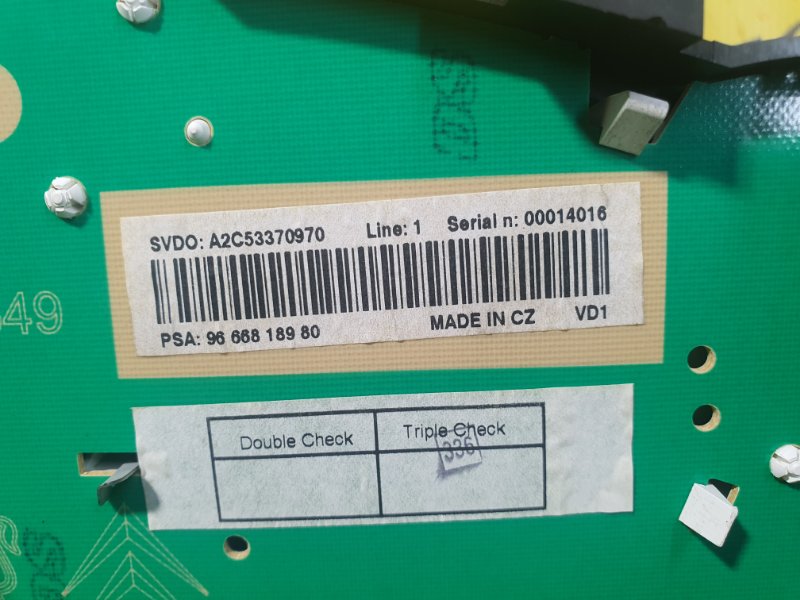 SVDO: A2C53370970 Line: 1 Serial n: 00014016
PSA: 96 668 189 80 MADE IN CZ VD1
Double Check Triple Check
336
49